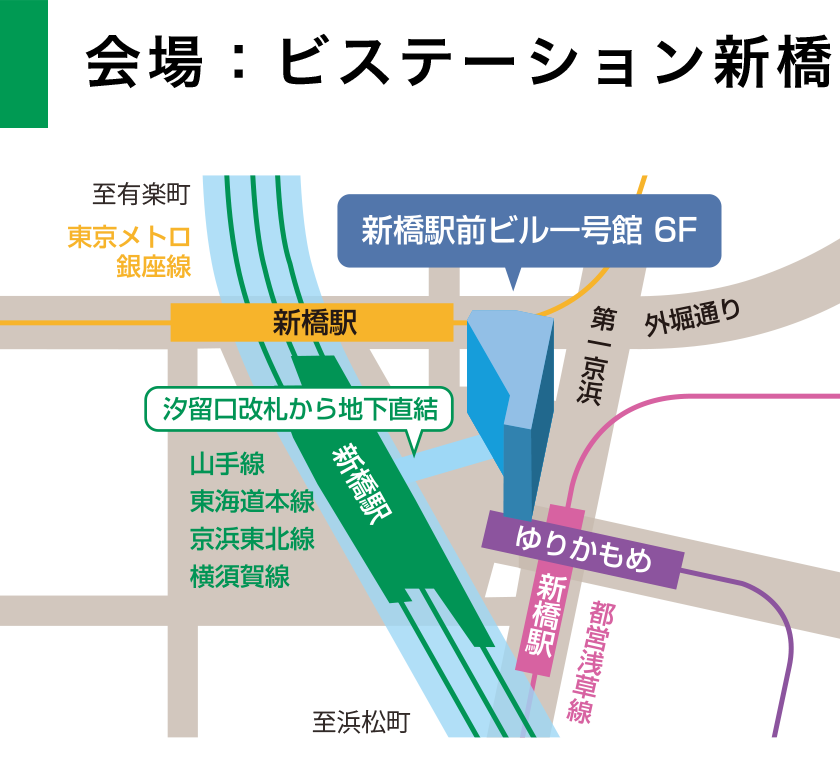 会場：ビステーション新橋
至有楽町
東京メトロ
銀座線
新橋駅前ビル一号館 6F
新橋駅
第一京浜
外堀通り
汐留口改札から地下直結
新橋駅
山手線
東海道本線
京浜東北線
横須賀線
ゆりかもめ
新橋駅
都営浅草線
至浜松町